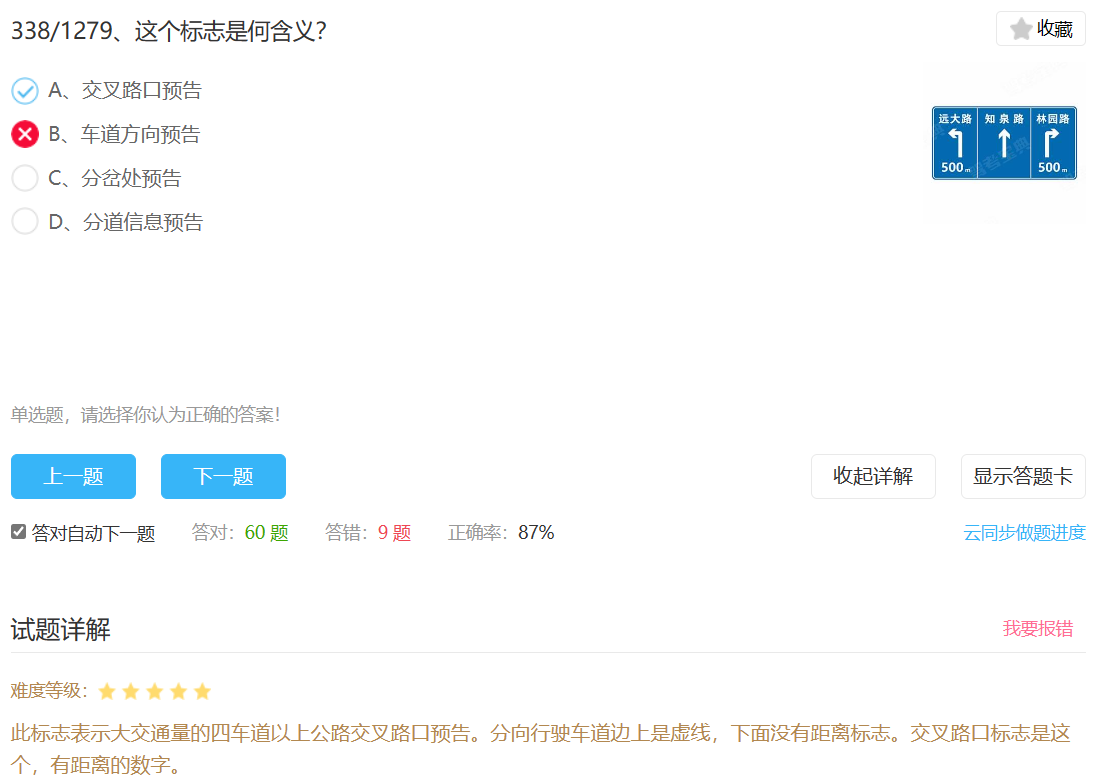 338/1279、这个标志是何含义？
收藏
A、交叉路口预告
B、车道方向预告
C、分岔处预告
D、分道信息预告
远大路 知泉路 林园路
500m 500m
单选题，请选择你认为正确的答案！
上一题 下一题 收起详解 显示答题卡
答对自动下一题 答对：60 题 答错：9 题 正确率：87% 云同步做题进度
试题详解 我要报错
难度等级：
此标志表示大交通量的四车道以上公路交叉路口预告。分向行驶车道边上是虚线，下面没有距离标志。交叉路口标志是这
个，有距离的数字。